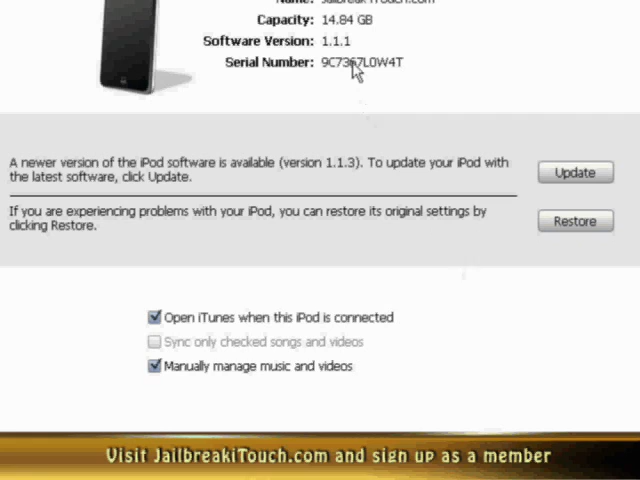 Name: JailbreakiTouch.com
Capacity: 14.84 GB
Software Version: 1.1.1
Serial Number: 9C7367L0W4T
A newer version of the iPod software is available (version 1.1.3). To update your iPod with
the latest software, click Update.
Update
If you are experiencing problems with your iPod, you can restore its original settings by
clicking Restore.
Restore
Open iTunes when this iPod is connected
Sync only checked songs and videos
Manually manage music and videos
Visit JailbreakiTouch.com and sign up as a member